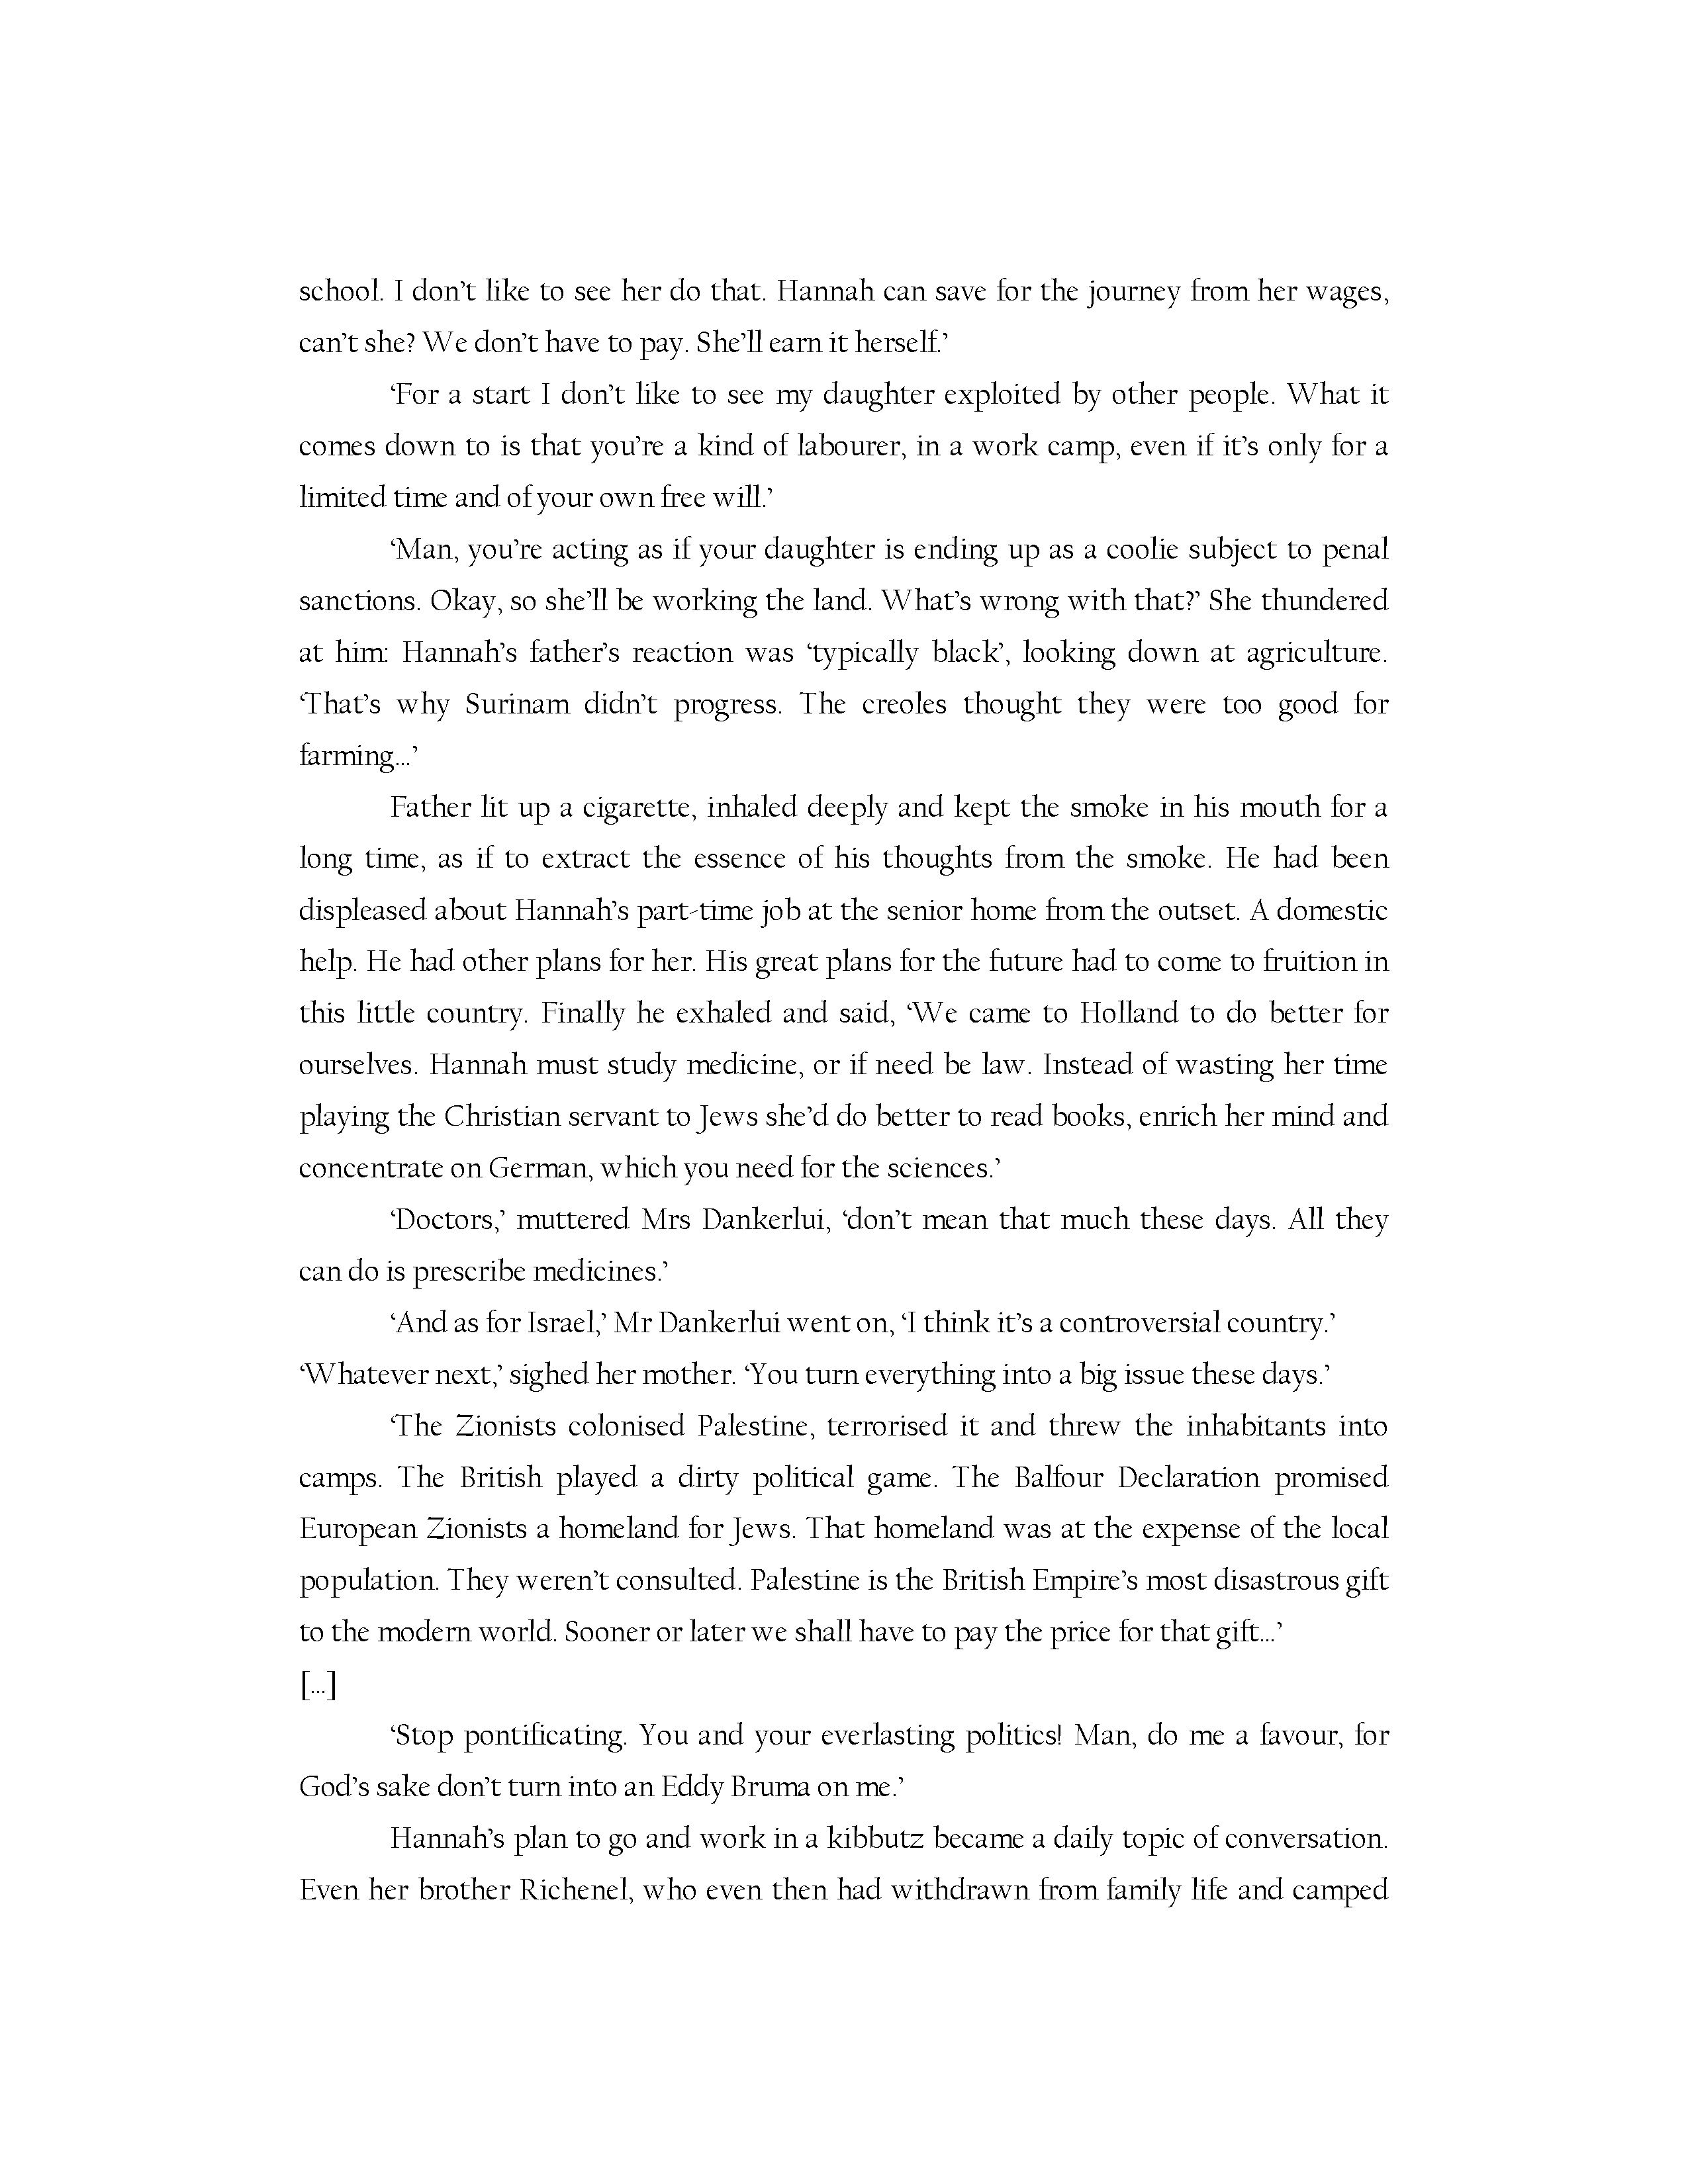 school. I don’t like to see her do that. Hannah can save for the journey from her wages,
can’t she? We don’t have to pay. She’ll earn it herself.’
‘For a start I don’t like to see my daughter exploited by other people. What it
comes down to is that you’re a kind of labourer, in a work camp, even if it’s only for a
limited time and of your own free will.’
‘Man, you’re acting as if your daughter is ending up as a coolie subject to penal
sanctions. Okay, so she’ll be working the land. What’s wrong with that?’ She thundered
at him: Hannah’s father’s reaction was ‘typically black’, looking down at agriculture.
‘That’s why Surinam didn’t progress. The creoles thought they were too good for
farming...’
Father lit up a cigarette, inhaled deeply and kept the smoke in his mouth for a
long time, as if to extract the essence of his thoughts from the smoke. He had been
displeased about Hannah’s part-time job at the senior home from the outset. A domestic
help. He had other plans for her. His great plans for the future had to come to fruition in
this little country. Finally he exhaled and said, ‘We came to Holland to do better for
ourselves. Hannah must study medicine, or if need be law. Instead of wasting her time
playing the Christian servant to Jews she’d do better to read books, enrich her mind and
concentrate on German, which you need for the sciences.’
‘Doctors,’ muttered Mrs Dankerlui, ‘don’t mean that much these days. All they
can do is prescribe medicines.’
‘And as for Israel,’ Mr Dankerlui went on, ‘I think it’s a controversial country.’
‘Whatever next,’ sighed her mother. ‘You turn everything into a big issue these days.’
‘The Zionists colonised Palestine, terrorised it and threw the inhabitants into
camps. The British played a dirty political game. The Balfour Declaration promised
European Zionists a homeland for Jews. That homeland was at the expense of the local
population. They weren’t consulted. Palestine is the British Empire’s most disastrous gift
to the modern world. Sooner or later we shall have to pay the price for that gift...’
[...]
‘Stop pontificating. You and your everlasting politics! Man, do me a favour, for
God’s sake don’t turn into an Eddy Bruma on me.’
Hannah’s plan to go and work in a kibbutz became a daily topic of conversation.
Even her brother Richenel, who even then had withdrawn from family life and camped